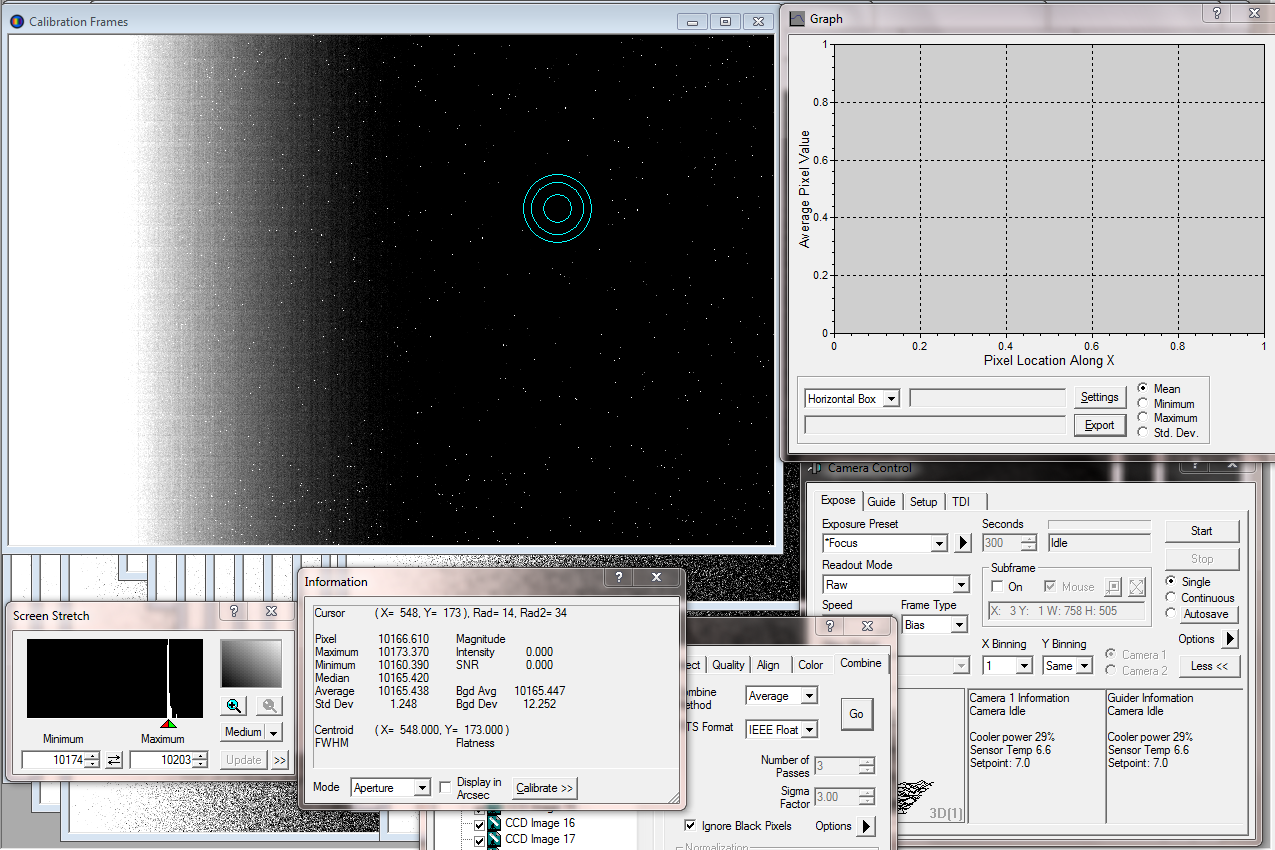 Calibration Frames
Graph
?
1
0.8
0.6
0.4
0.2
0
Average Pixel Value
0 0.2 0.4 0.6 0.8 1
Pixel Location Along X
Horizontal Box
Settings
Export
Mean
Minimum
Maximum
Std. Dev.
Camera Control
?
Expose Guide Setup TDI
Exposure Preset
*Focus
Seconds
300
Idle
Start
Stop
Readout Mode
Raw
Subframe
On
Mouse
X: 3 Y: 1 W: 758 H: 505
Single
Continuous
Autosave
Speed
Frame Type
Bias
Options
X Binning
1
Y Binning
Same
Camera 1
Camera 2
Less <<
Camera 1 Information
Camera Idle
Cooler power 29%
Sensor Temp 6.6
Setpoint: 7.0
Guider Information
Camera Idle
Cooler power 29%
Sensor Temp 6.6
Setpoint: 7.0
3D[1]
Screen Stretch
?
Minimum
Maximum
10174
10203
Medium
Update
>>
Information
?
Cursor ( X= 548, Y= 173 ), Rad= 14, Rad2= 34
Pixel 10166.610 Magnitude
Maximum 10173.370 Intensity 0.000
Minimum 10160.390 SNR 0.000
Median 10165.420
Average 10165.438 Bgd Avg 10165.447
Std Dev 1.248 Bgd Dev 12.252
Centroid ( X= 548.000, Y= 173.000 )
FWHM Flatness
Mode
Aperture
Display in
Arcsec
Calibrate >>
?
Quality Align Color Combine
Average
Go
IEEE Float
Number of
Passes
3
Sigma
Factor
3.00
Ignore Black Pixels
Options
CCD Image 16
CCD Image 17
Normalization